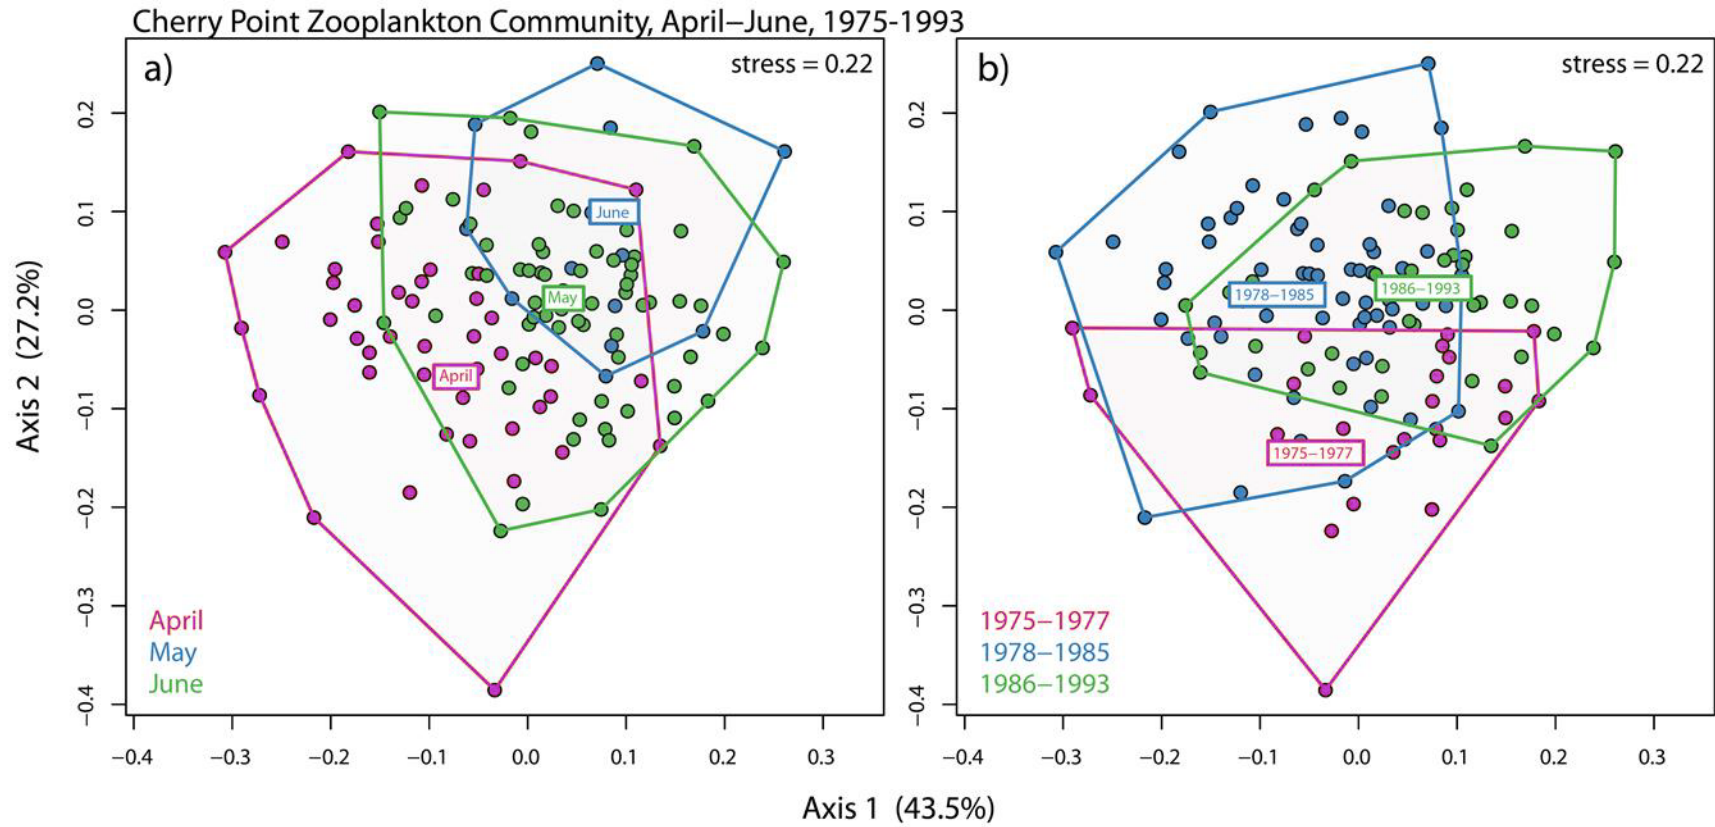 Cherry Point Zooplankton Community, April–June, 1975-1993
a)
stress = 0.22
June
May
April
April
May
June
0.2
0.1
0.0
−0.1
−0.2
−0.3
−0.4
−0.4
−0.3
−0.2
−0.1
0.0
0.1
0.2
0.3
Axis 2 (27.2%)
b)
stress = 0.22
1978−1985
1986−1993
1975−1977
1975−1977
1978−1985
1986−1993
0.2
0.1
0.0
−0.1
−0.2
−0.3
−0.4
−0.4
−0.3
−0.2
−0.1
0.0
0.1
0.2
0.3
Axis 1 (43.5%)